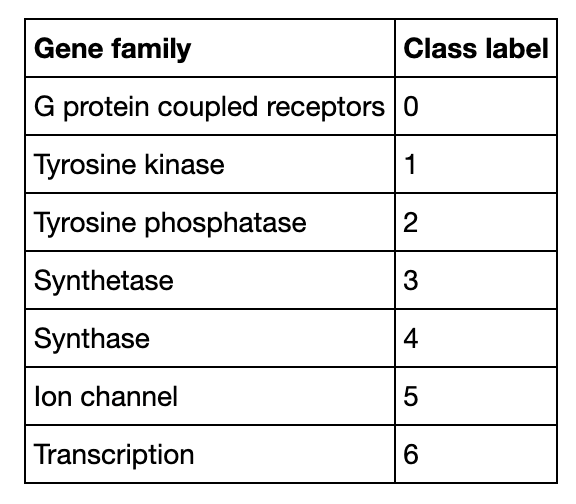 Gene family Class label
G protein coupled receptors 0
Tyrosine kinase 1
Tyrosine phosphatase 2
Synthetase 3
Synthase 4
Ion channel 5
Transcription 6